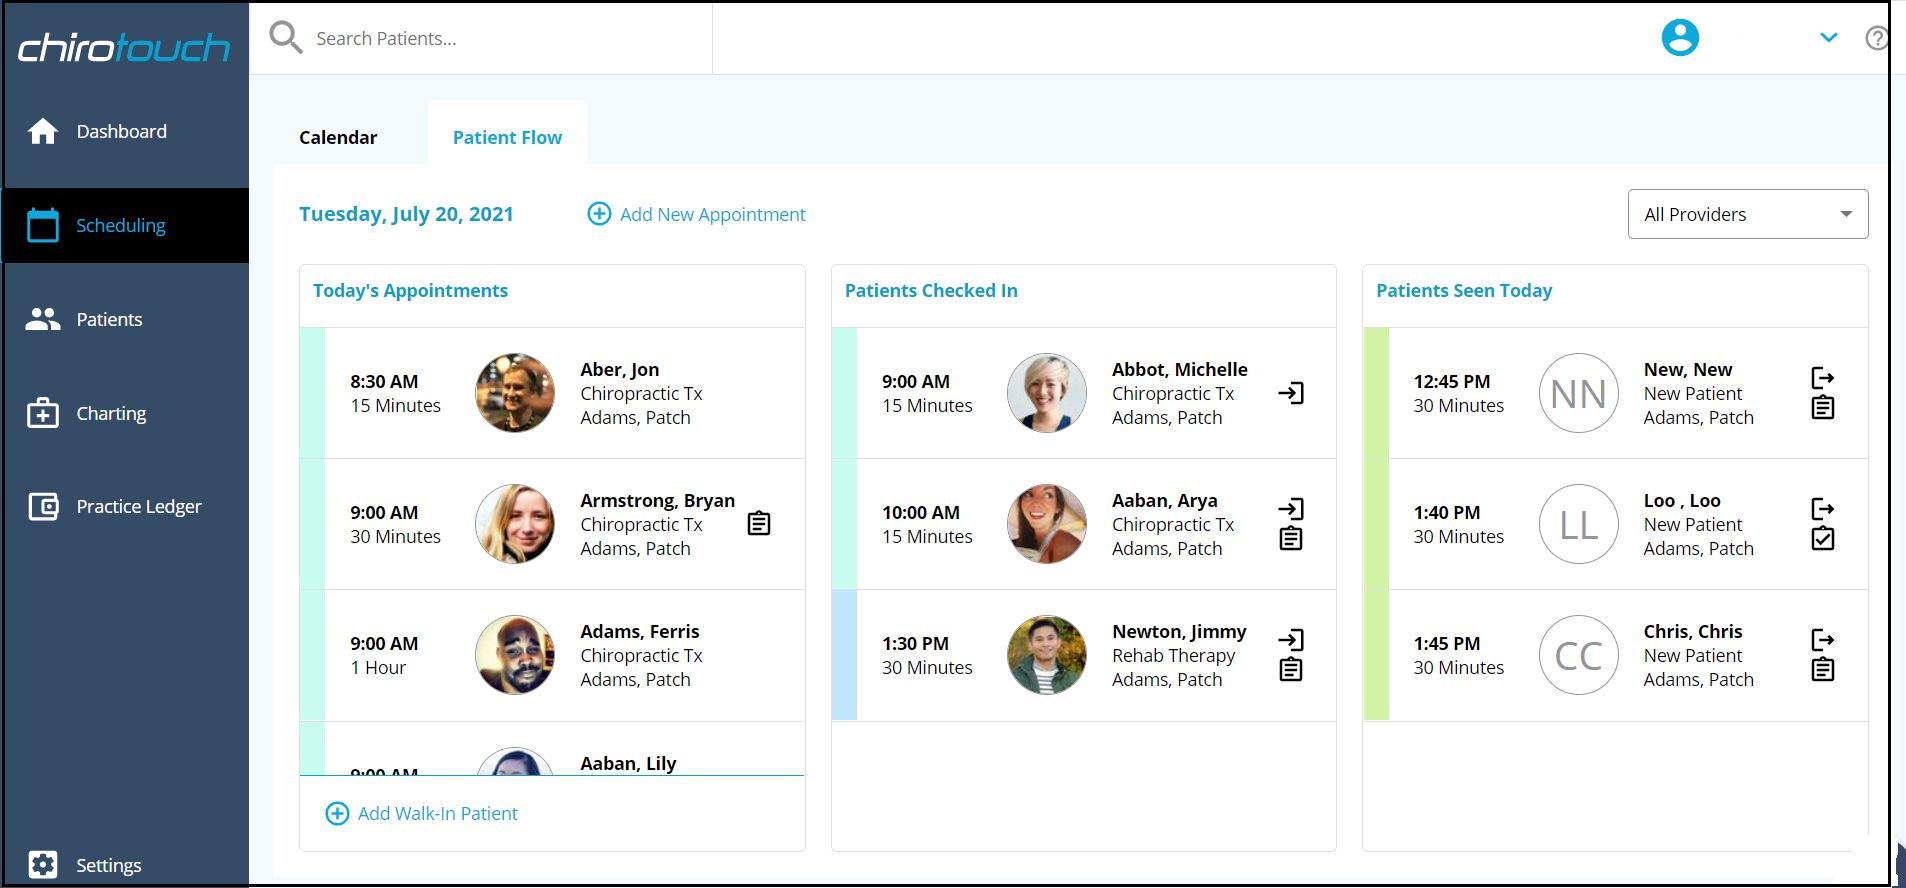 chirotouch
Search Patients...
Dashboard
Scheduling
Patients
Charting
Practice Ledger
Settings
Calendar
Patient Flow
Tuesday, July 20, 2021
Add New Appointment
All Providers
Today's Appointments
8:30 AM
15 Minutes
Aber, Jon
Chiropractic Tx
Adams, Patch
9:00 AM
30 Minutes
Armstrong, Bryan
Chiropractic Tx
Adams, Patch
9:00 AM
1 Hour
Adams, Ferris
Chiropractic Tx
Adams, Patch
9:00 AM
Aaban, Lily
Add Walk-In Patient
Patients Checked In
9:00 AM
15 Minutes
Abbot, Michelle
Chiropractic Tx
Adams, Patch
10:00 AM
15 Minutes
Aaban, Arya
Chiropractic Tx
Adams, Patch
1:30 PM
30 Minutes
Newton, Jimmy
Rehab Therapy
Adams, Patch
Patients Seen Today
12:45 PM
30 Minutes
NN
New, New
New Patient
Adams, Patch
1:40 PM
30 Minutes
LL
Loo , Loo
New Patient
Adams, Patch
1:45 PM
30 Minutes
CC
Chris, Chris
New Patient
Adams, Patch